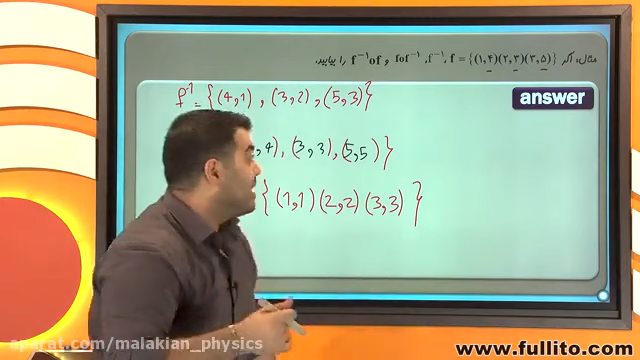 مثال: اگر f = {(۱,۴)(۲,۳)(۳,۵)} ، f⁻¹ ، fof⁻¹ و f⁻¹of را بیابید.
answer
f⁻¹ = {(4,1) , (3,2) , (5,3)}
,4) , (3,3) , (5,5)}
{(1,1) (2,2) (3,3)}
aparat.com/malakian_physics
www.fullito.com